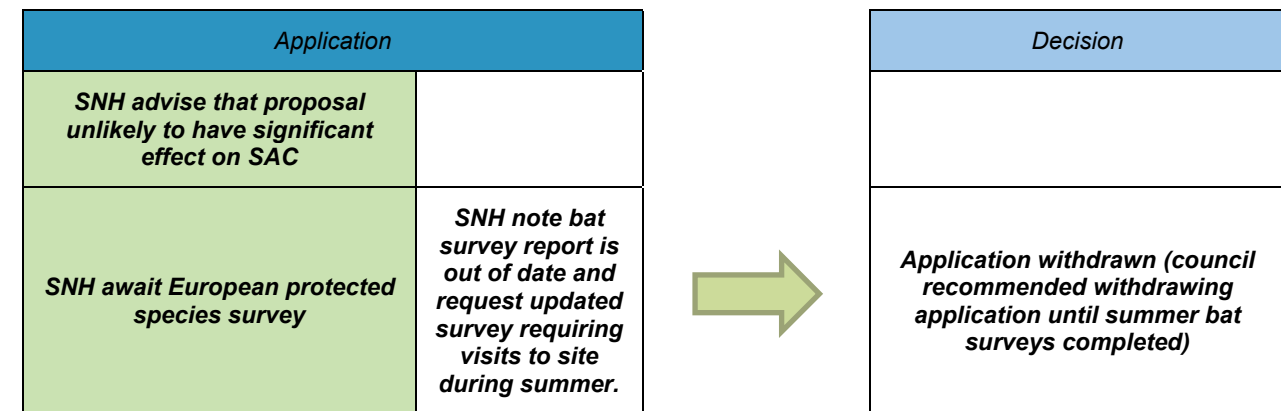 Application
Decision
SNH advise that proposal
unlikely to have significant
effect on SAC
SNH await European protected
species survey
SNH note bat
survey report is
out of date and
request updated
survey requiring
visits to site
during summer.
Application withdrawn (council
recommended withdrawing
application until summer bat
surveys completed)